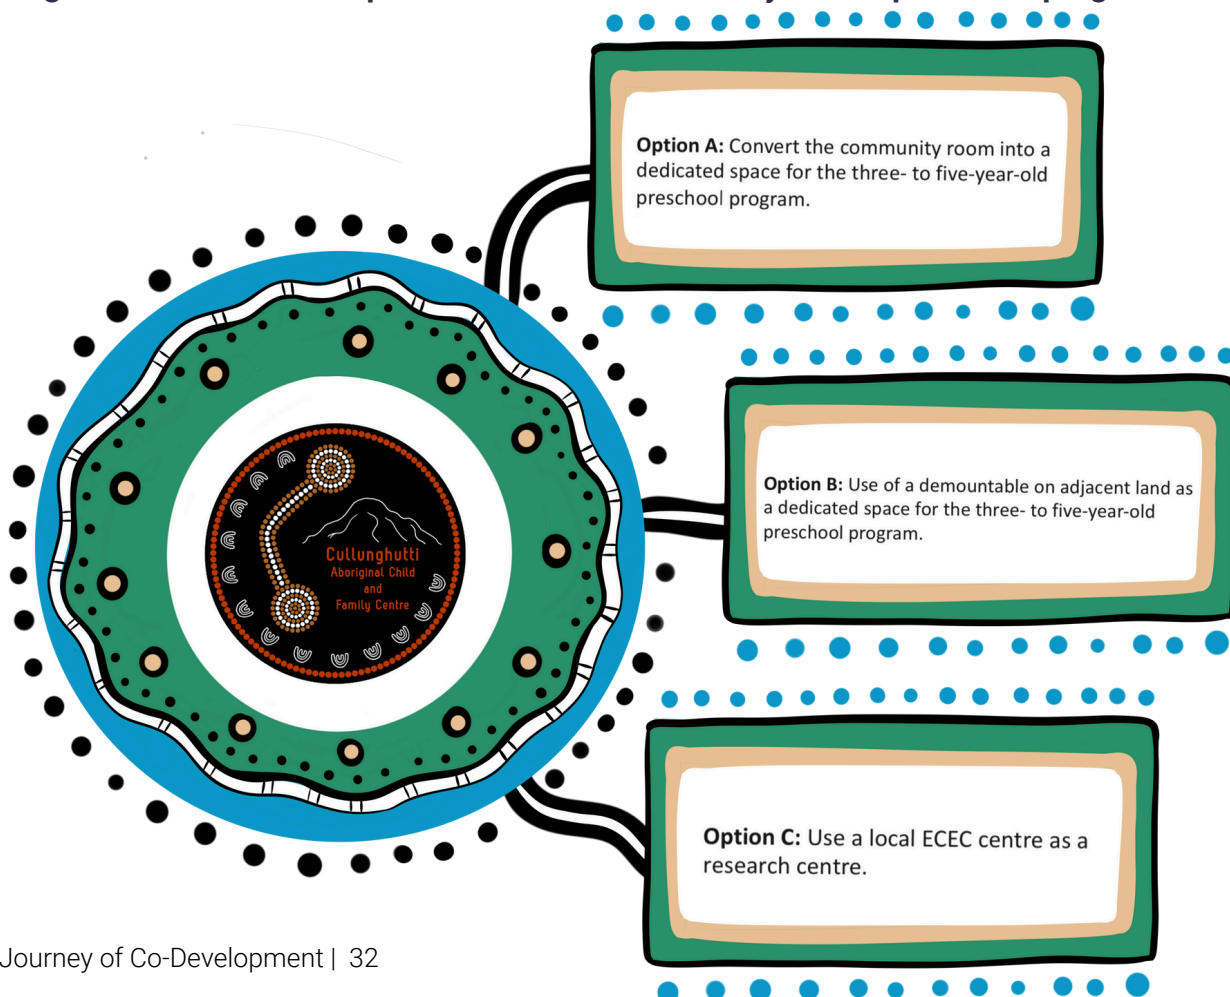 Option A: Convert the community room into a
dedicated space for the three- to five-year-old
preschool program.
Option B: Use of a demountable on adjacent land as
a dedicated space for the three- to five-year-old
preschool program.
Cullunghutti
Aboriginal Child
and
Family Centre
Option C: Use a local ECEC centre as a
research centre.
Journey of Co-Development | 32